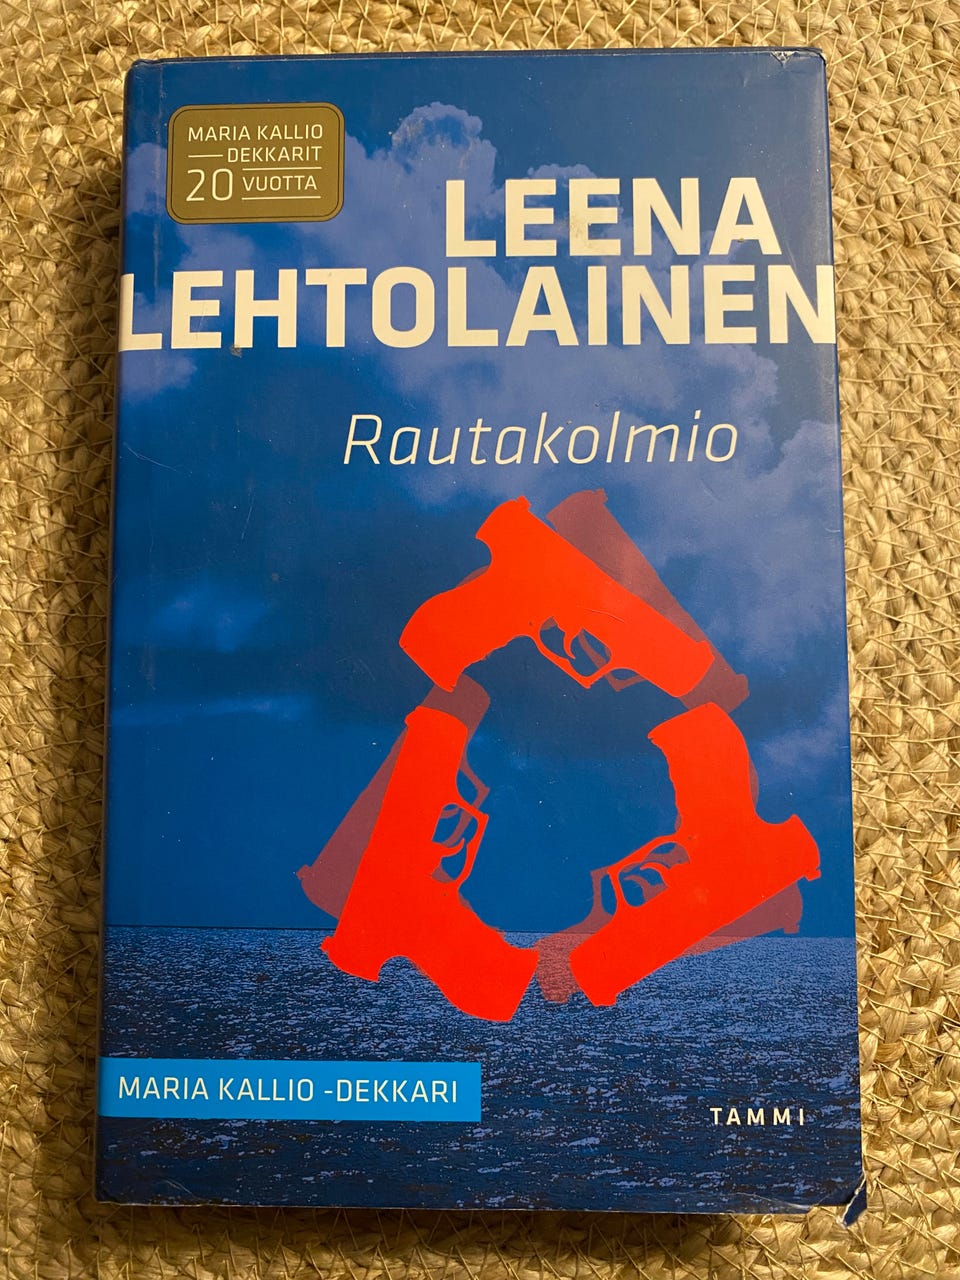 MARIA KALLIO
DEKKARIT
20 VUOTTA
LEENA
LEHTOLAINEN
Rautakolmio
MARIA KALLIO -DEKKARI
TAMMI